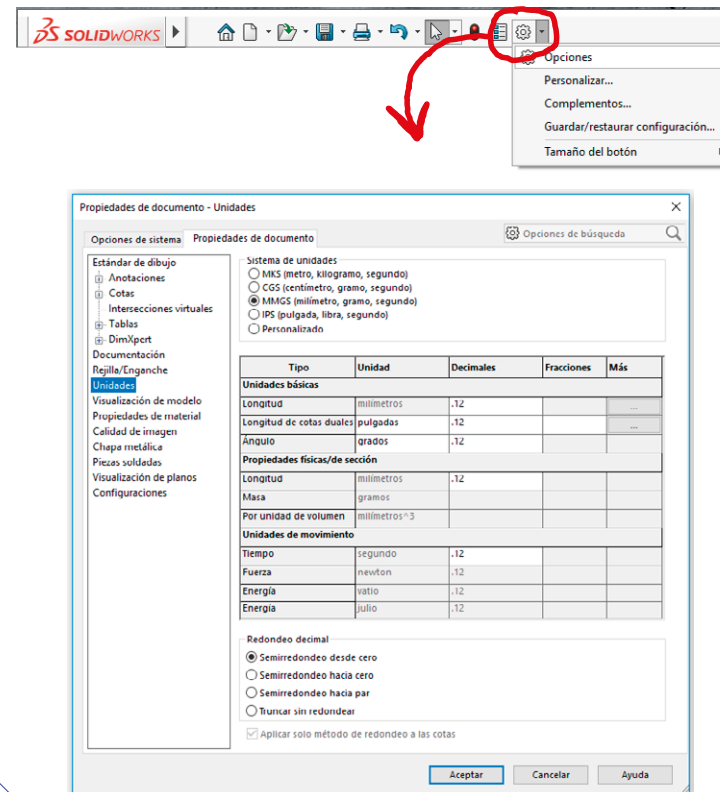 SOLIDWORKS
Opciones
Personalizar...
Complementos...
Guardar/restaurar configuración...
Tamaño del botón
Propiedades de documento - Unidades
Opciones de sistema Propiedades de documento Opciones de búsqueda
Estándar de dibujo
Anotaciones
Cotas
Intersecciones virtuales
Tablas
DimXpert
Documentación
Rejilla/Enganche
Unidades
Visualización de modelo
Propiedades de material
Calidad de imagen
Chapa metálica
Piezas soldadas
Visualización de planos
Configuraciones
Sistema de unidades
MKS (metro, kilogramo, segundo)
CGS (centímetro, gramo, segundo)
MMGS (milímetro, gramo, segundo)
IPS (pulgada, libra, segundo)
Personalizado
Tipo Unidad Decimales Fracciones Más
Unidades básicas
Longitud milímetros .12 ...
Longitud de cotas duales pulgadas .12 ...
Ángulo grados .12
Propiedades físicas/de sección
Longitud milímetros .12
Masa gramos
Por unidad de volumen milímetros^3
Unidades de movimiento
Tiempo segundo .12
Fuerza newton .12
Energía vatio .12
Energía julio .12
Redondeo decimal
Semirredondeo desde cero
Semirredondeo hacia cero
Semirredondeo hacia par
Truncar sin redondear
Aplicar solo método de redondeo a las cotas
Aceptar Cancelar Ayuda